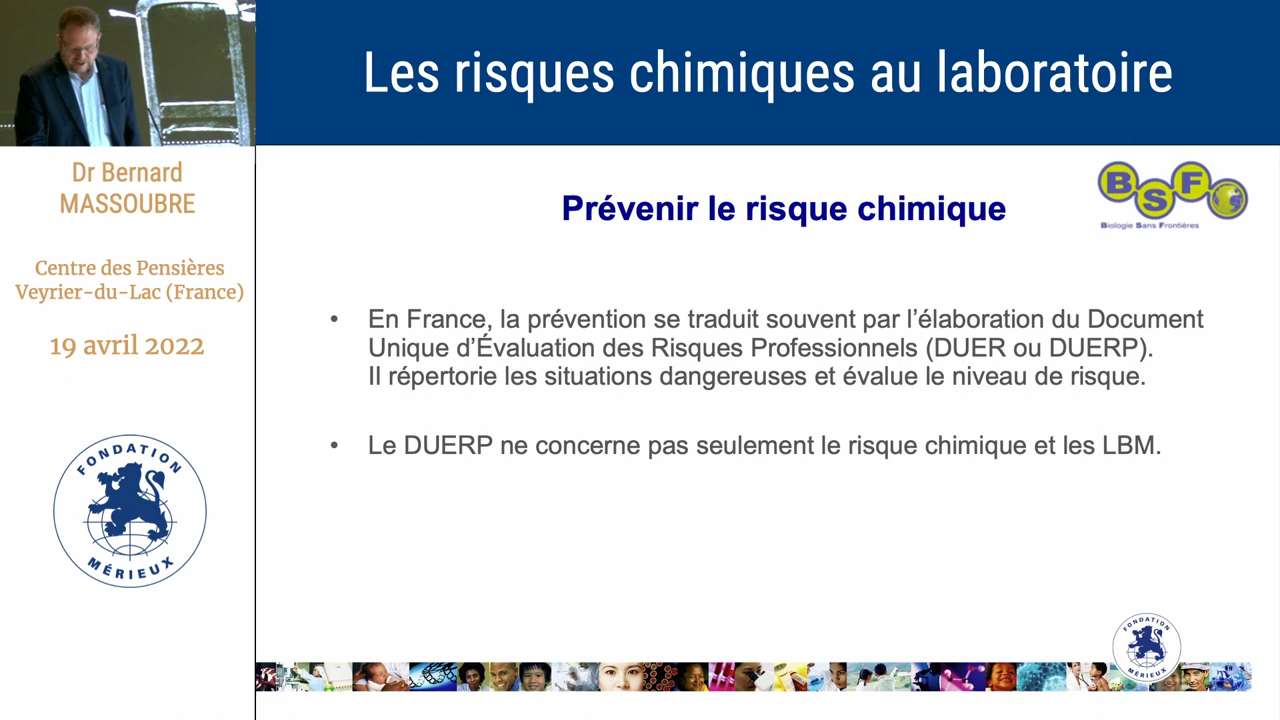 Les risques chimiques au laboratoire
Dr Bernard
MASSOUBRE
Centre des Pensières
Veyrier-du-Lac (France)
19 avril 2022
FONDATION
MÉRIEUX
Prévenir le risque chimique
BSF
Biologie Sans Frontières
• En France, la prévention se traduit souvent par l’élaboration du Document
Unique d’Évaluation des Risques Professionnels (DUER ou DUERP).
Il répertorie les situations dangereuses et évalue le niveau de risque.
• Le DUERP ne concerne pas seulement le risque chimique et les LBM.
FONDATION
MÉRIEUX